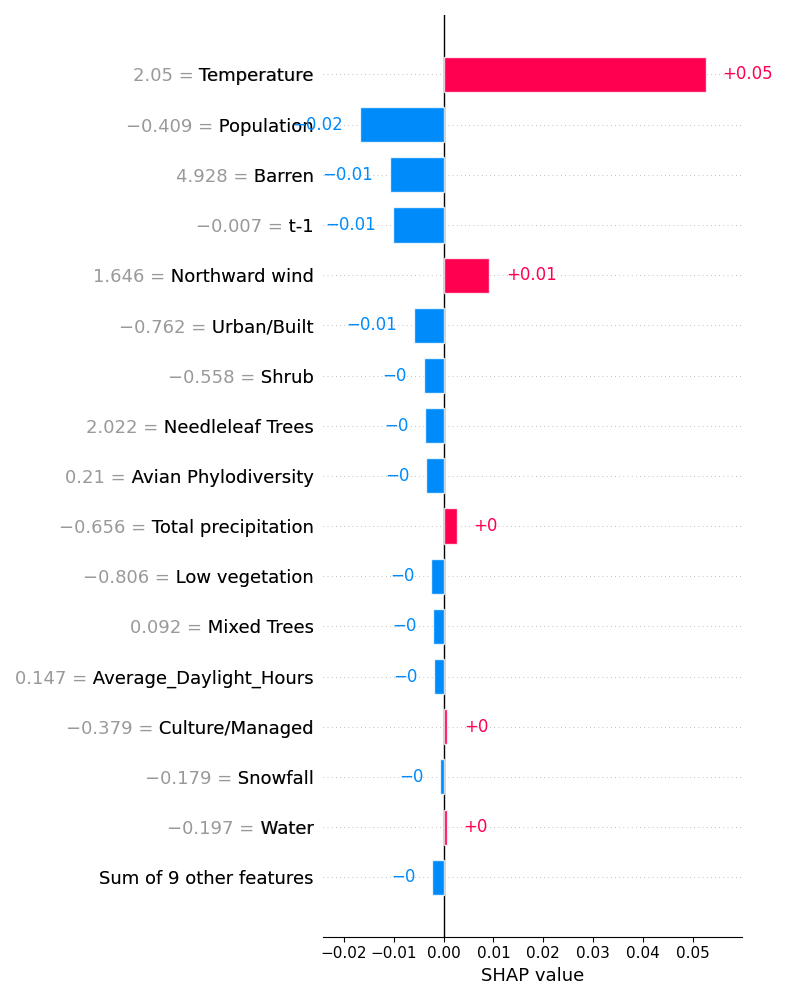 2.05 = Temperature +0.05
−0.409 = Population −0.02
4.928 = Barren −0.01
−0.007 = t-1 −0.01
1.646 = Northward wind +0.01
−0.762 = Urban/Built −0.01
−0.558 = Shrub −0
2.022 = Needleleaf Trees −0
0.21 = Avian Phylodiversity −0
−0.656 = Total precipitation +0
−0.806 = Low vegetation −0
0.092 = Mixed Trees −0
0.147 = Average_Daylight_Hours −0
−0.379 = Culture/Managed +0
−0.179 = Snowfall −0
−0.197 = Water +0
Sum of 9 other features −0
−0.02 −0.01 0.00 0.01 0.02 0.03 0.04 0.05
SHAP value